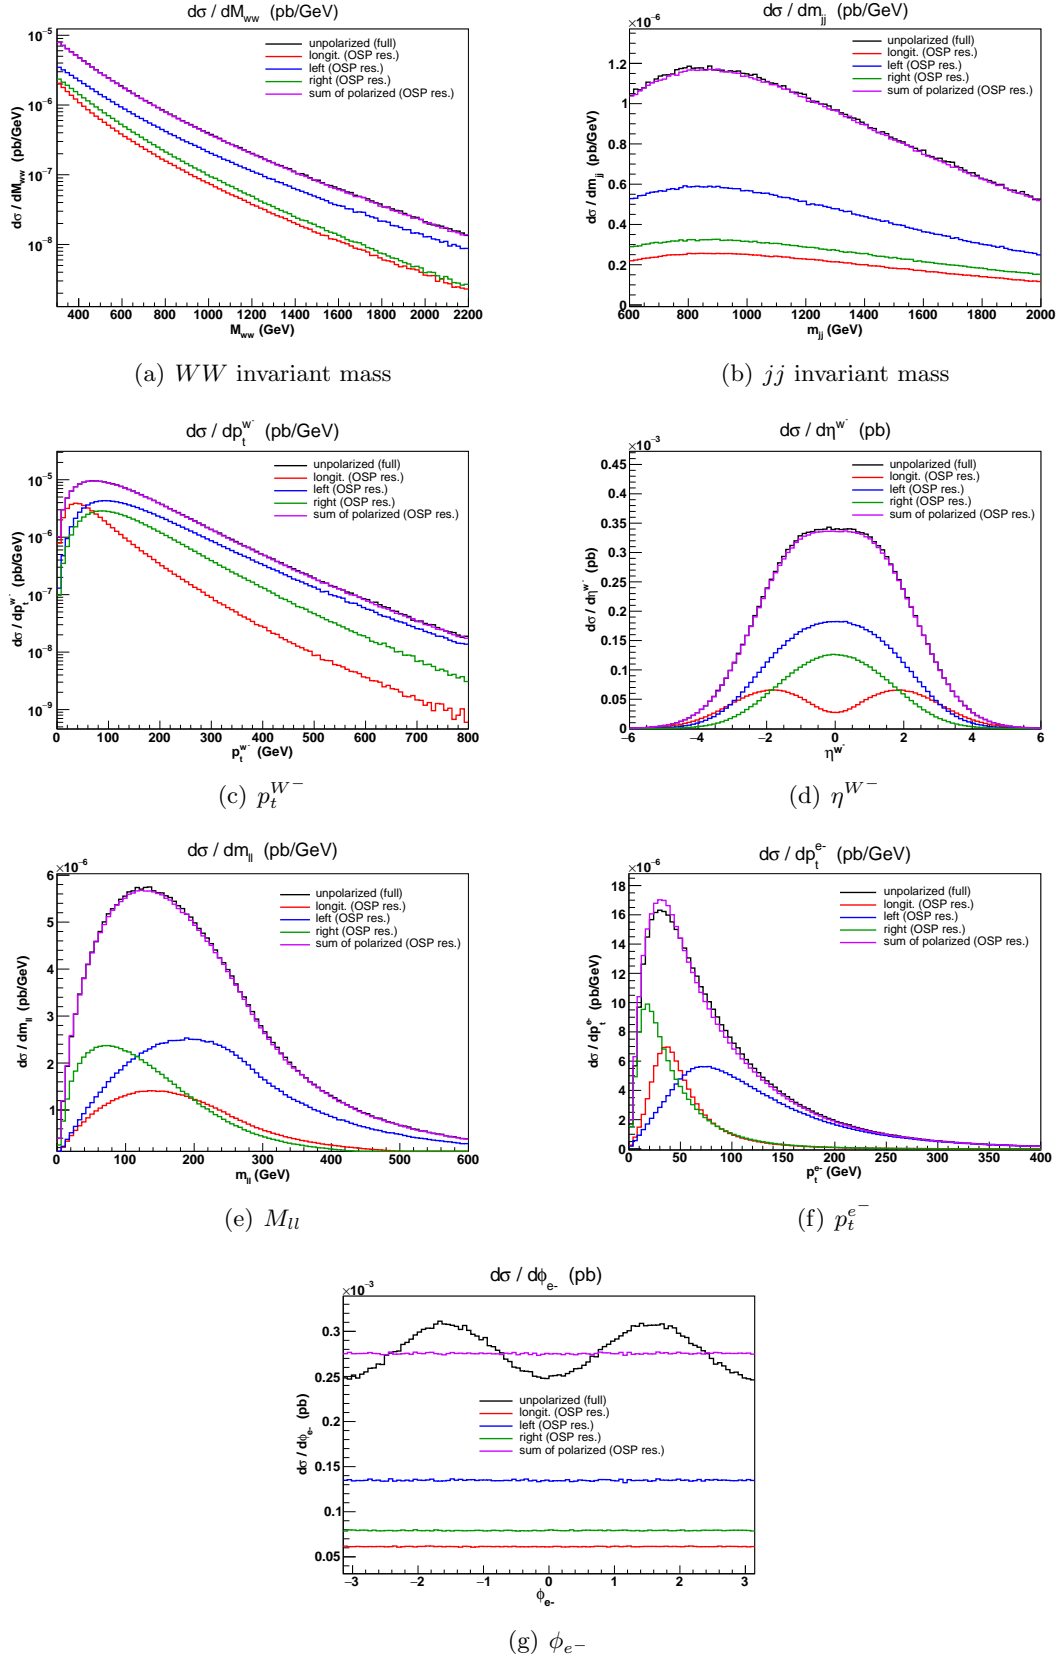 dσ / dM_ww (pb/GeV)
dσ / dM_ww (pb/GeV)
10^-5
10^-6
10^-7
10^-8
unpolarized (full)
longit. (OSP res.)
left (OSP res.)
right (OSP res.)
sum of polarized (OSP res.)
400 600 800 1000 1200 1400 1600 1800 2000 2200
M_ww (GeV)
(a) WW invariant mass
dσ / dm_jj (pb/GeV)
×10^-6
dσ / dm_jj (pb/GeV)
1.2
1
0.8
0.6
0.4
0.2
0
unpolarized (full)
longit. (OSP res.)
left (OSP res.)
right (OSP res.)
sum of polarized (OSP res.)
600 800 1000 1200 1400 1600 1800 2000
m_jj (GeV)
(b) jj invariant mass
dσ / dp_t^w- (pb/GeV)
dσ / dp_t^w- (pb/GeV)
10^-5
10^-6
10^-7
10^-8
10^-9
unpolarized (full)
longit. (OSP res.)
left (OSP res.)
right (OSP res.)
sum of polarized (OSP res.)
0 100 200 300 400 500 600 700 800
p_t^w- (GeV)
(c) p_t^W−
dσ / dη^w- (pb)
×10^-3
dσ / dη^w- (pb)
0.45
0.4
0.35
0.3
0.25
0.2
0.15
0.1
0.05
0
unpolarized (full)
longit. (OSP res.)
left (OSP res.)
right (OSP res.)
sum of polarized (OSP res.)
−6 −4 −2 0 2 4 6
η^w-
(d) η^W−
dσ / dm_ll (pb/GeV)
×10^-6
dσ / dm_ll (pb/GeV)
6
5
4
3
2
1
unpolarized (full)
longit. (OSP res.)
left (OSP res.)
right (OSP res.)
sum of polarized (OSP res.)
0 100 200 300 400 500 600
m_ll (GeV)
(e) M_ll
dσ / dp_t^e- (pb/GeV)
×10^-6
dσ / dp_t^e- (pb/GeV)
18
16
14
12
10
8
6
4
2
0
unpolarized (full)
longit. (OSP res.)
left (OSP res.)
right (OSP res.)
sum of polarized (OSP res.)
0 50 100 150 200 250 300 350 400
p_t^e- (GeV)
(f) p_t^e−
dσ / dϕ_e- (pb)
×10^-3
dσ / dϕ_e- (pb)
0.3
0.25
0.2
0.15
0.1
0.05
unpolarized (full)
longit. (OSP res.)
left (OSP res.)
right (OSP res.)
sum of polarized (OSP res.)
−3 −2 −1 0 1 2 3
ϕ_e-
(g) ϕ_e−